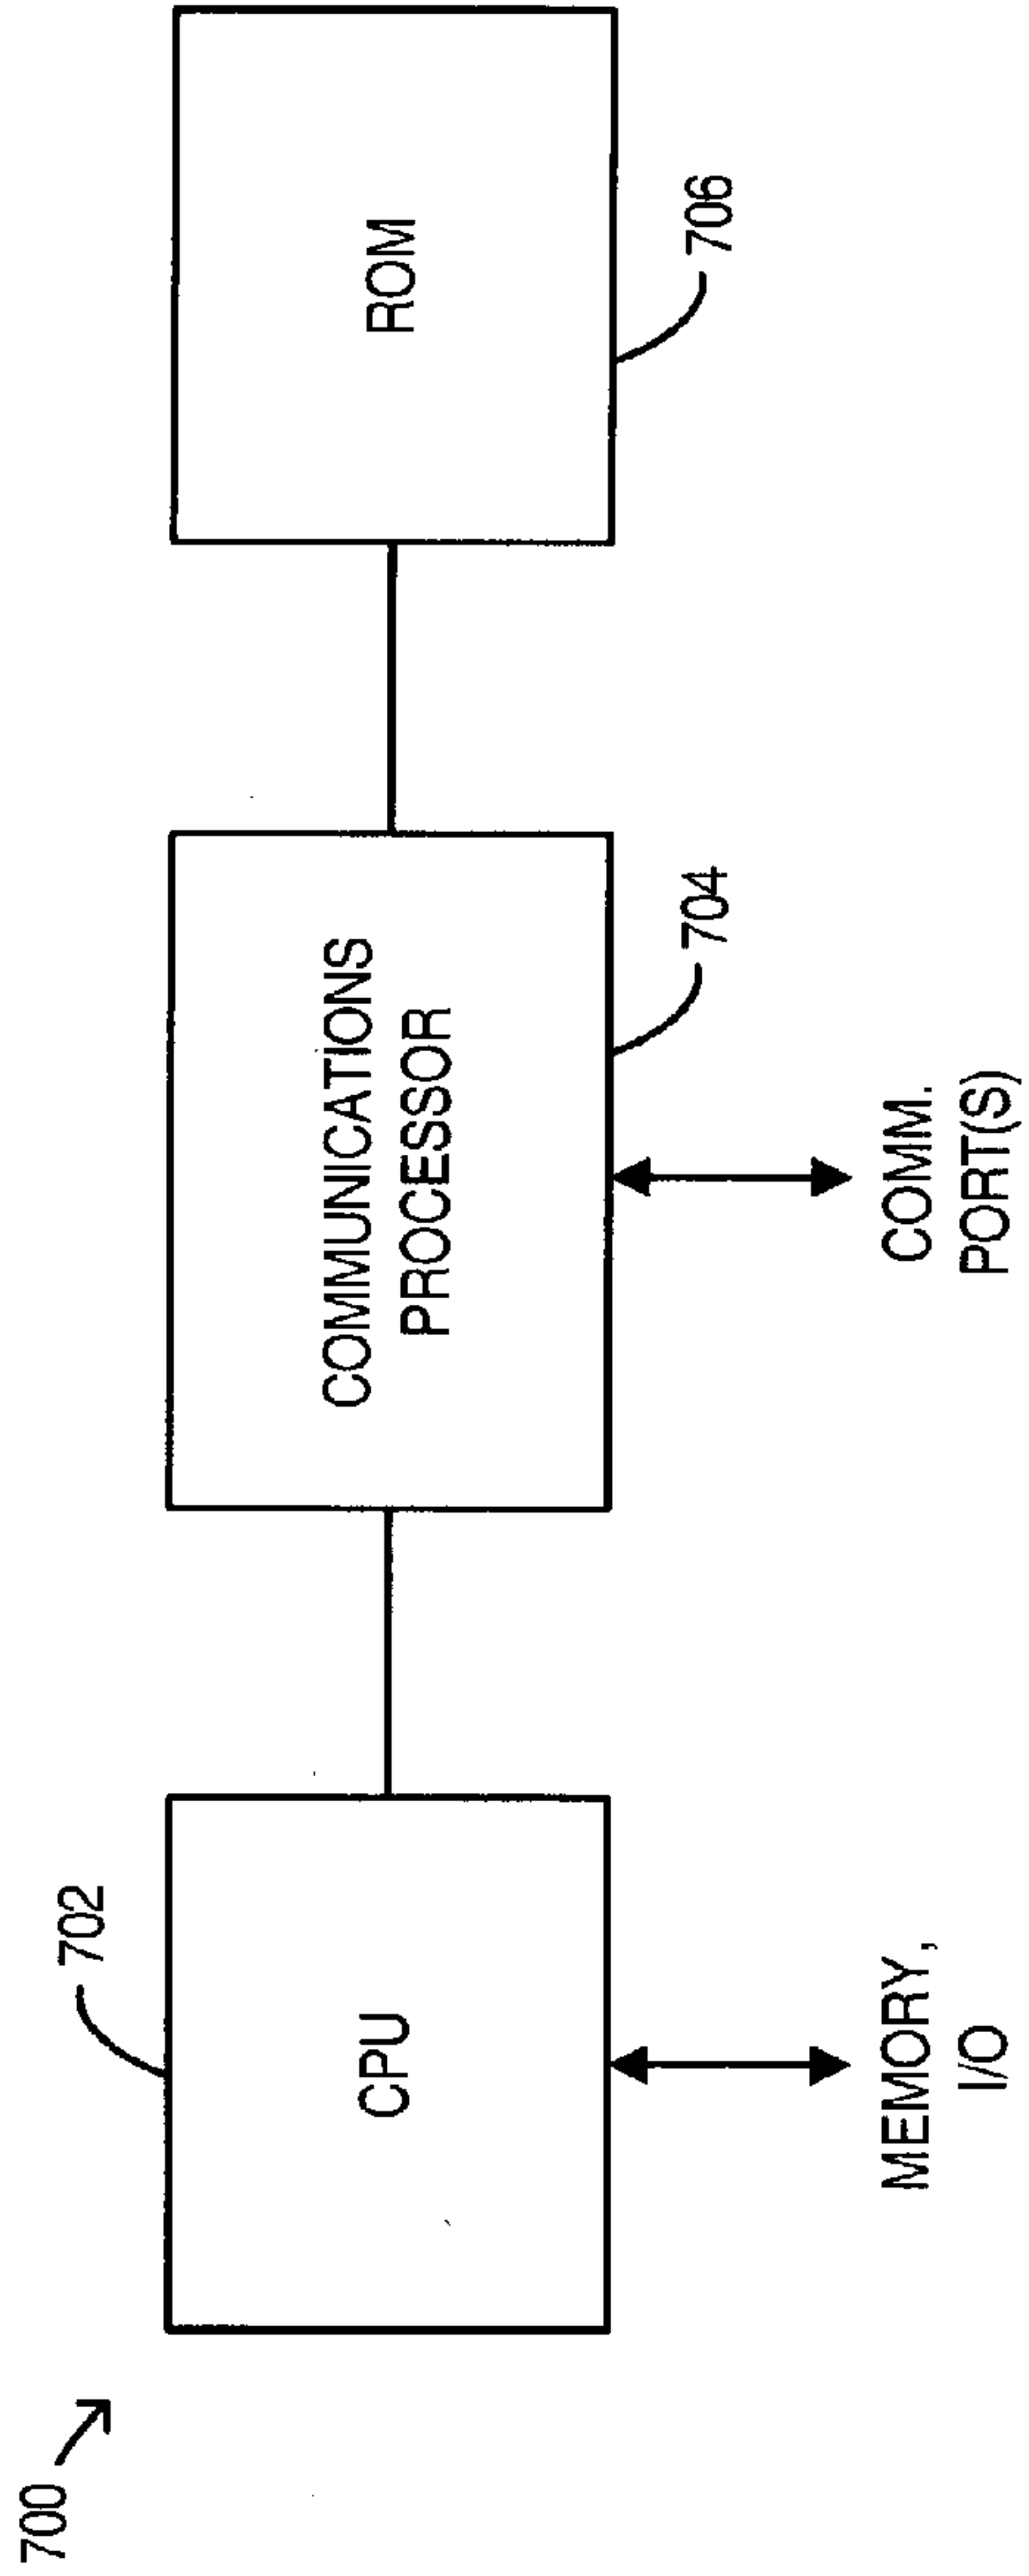 700
702
CPU
COMMUNICATIONS
PROCESSOR
ROM
704
706
MEMORY,
I/O
COMM.
PORT(S)